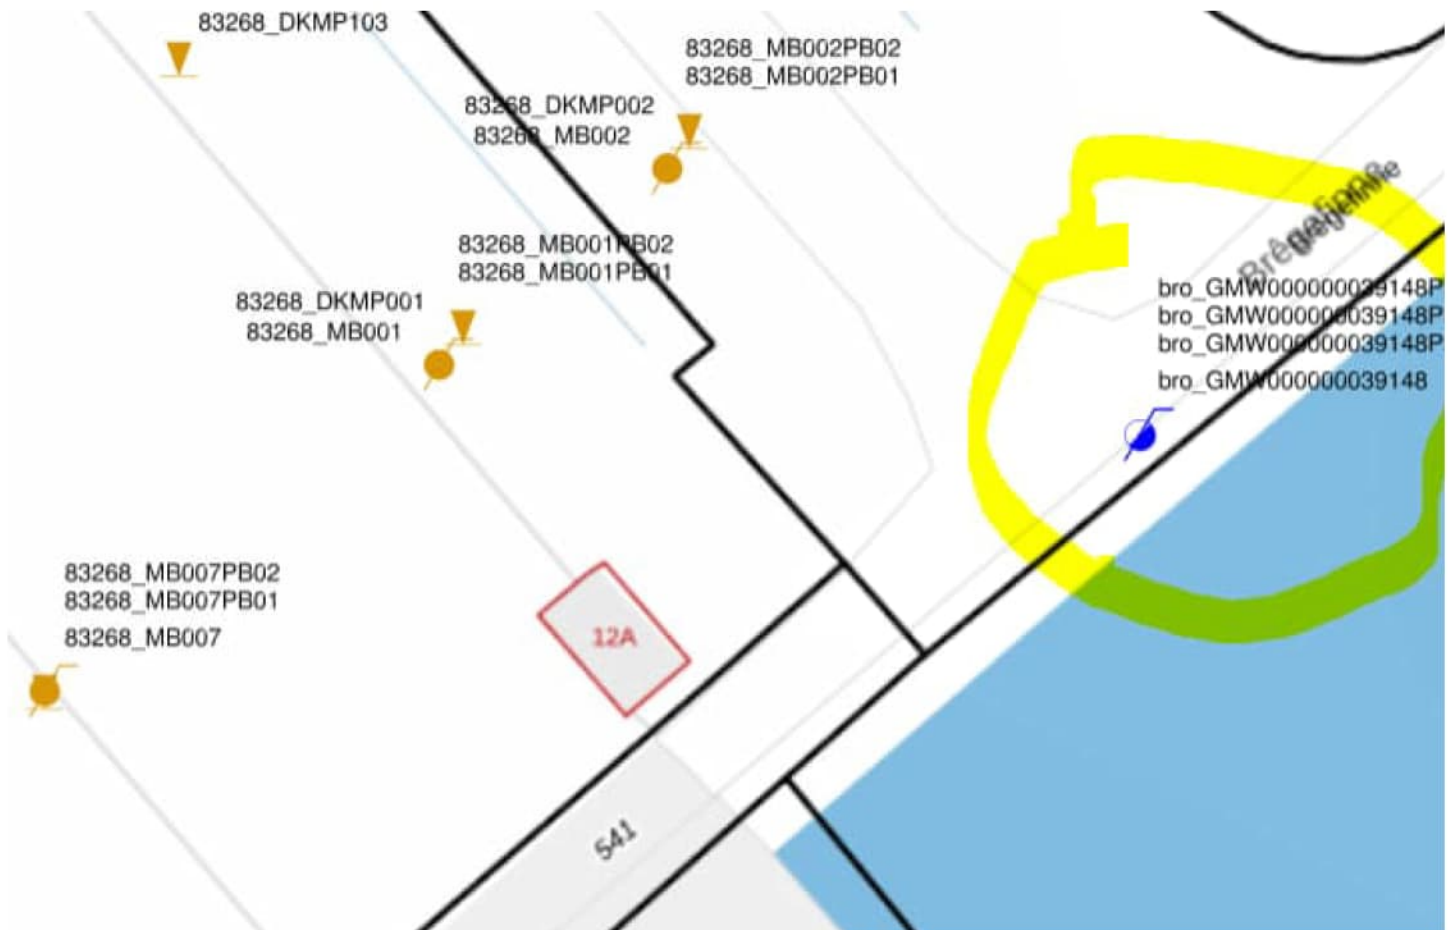 83268_DKMP103
83268_MB002PB02
83268_MB002PB01
83268_DKMP002
83268_MB002
83268_MB001PB02
83268_MB001PB01
83268_DKMP001
83268_MB001
bro_GMW000000039148P
bro_GMW000000039148P
bro_GMW000000039148P
bro_GMW000000039148
83268_MB007PB02
83268_MB007PB01
83268_MB007
12A
541